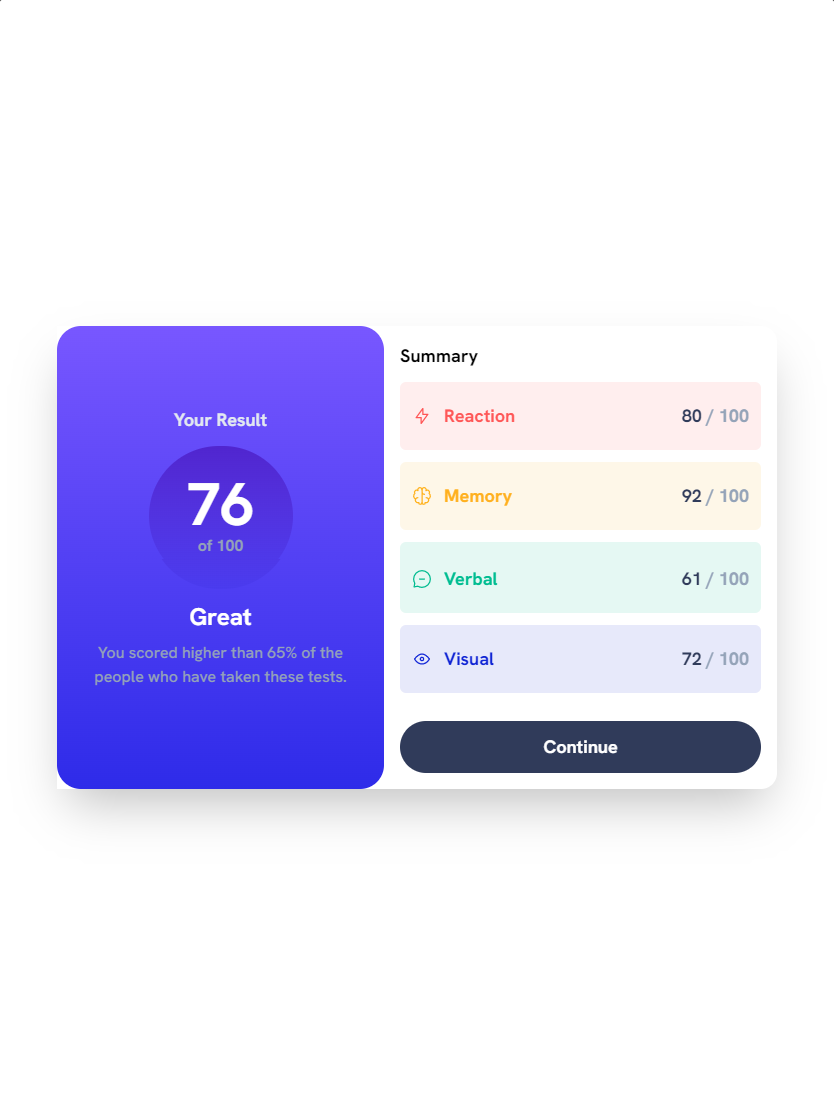 Your Result
76
of 100
Great
You scored higher than 65% of the
people who have taken these tests.
Summary
Reaction 80 / 100
Memory 92 / 100
Verbal 61 / 100
Visual 72 / 100
Continue